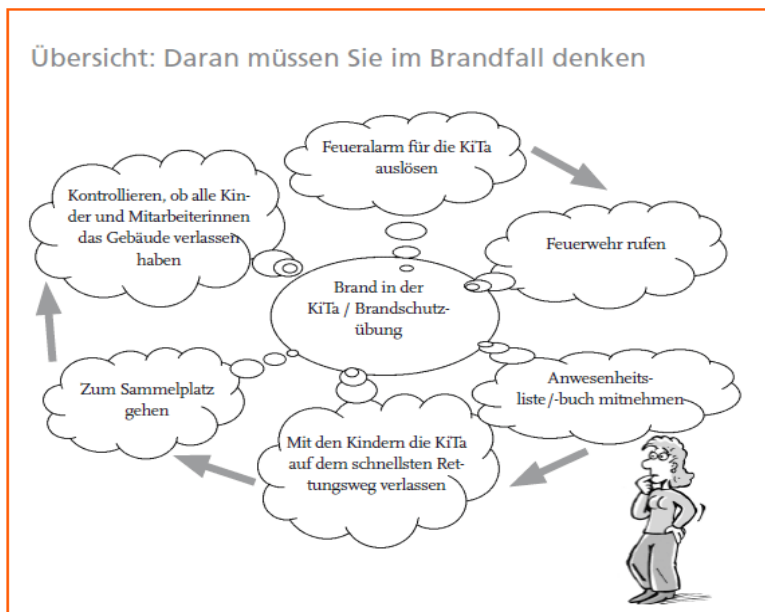 Übersicht: Daran müssen Sie im Brandfall denken
Feueralarm für die KiTa
auslösen
Feuerwehr rufen
Anwesenheits-
liste/-buch mitnehmen
Mit den Kindern die KiTa
auf dem schnellsten Ret-
tungsweg verlassen
Zum Sammelplatz
gehen
Kontrollieren, ob alle Kin-
der und Mitarbeiterinnen
das Gebäude verlassen
haben
Brand in der
KiTa / Brandschutz-
übung